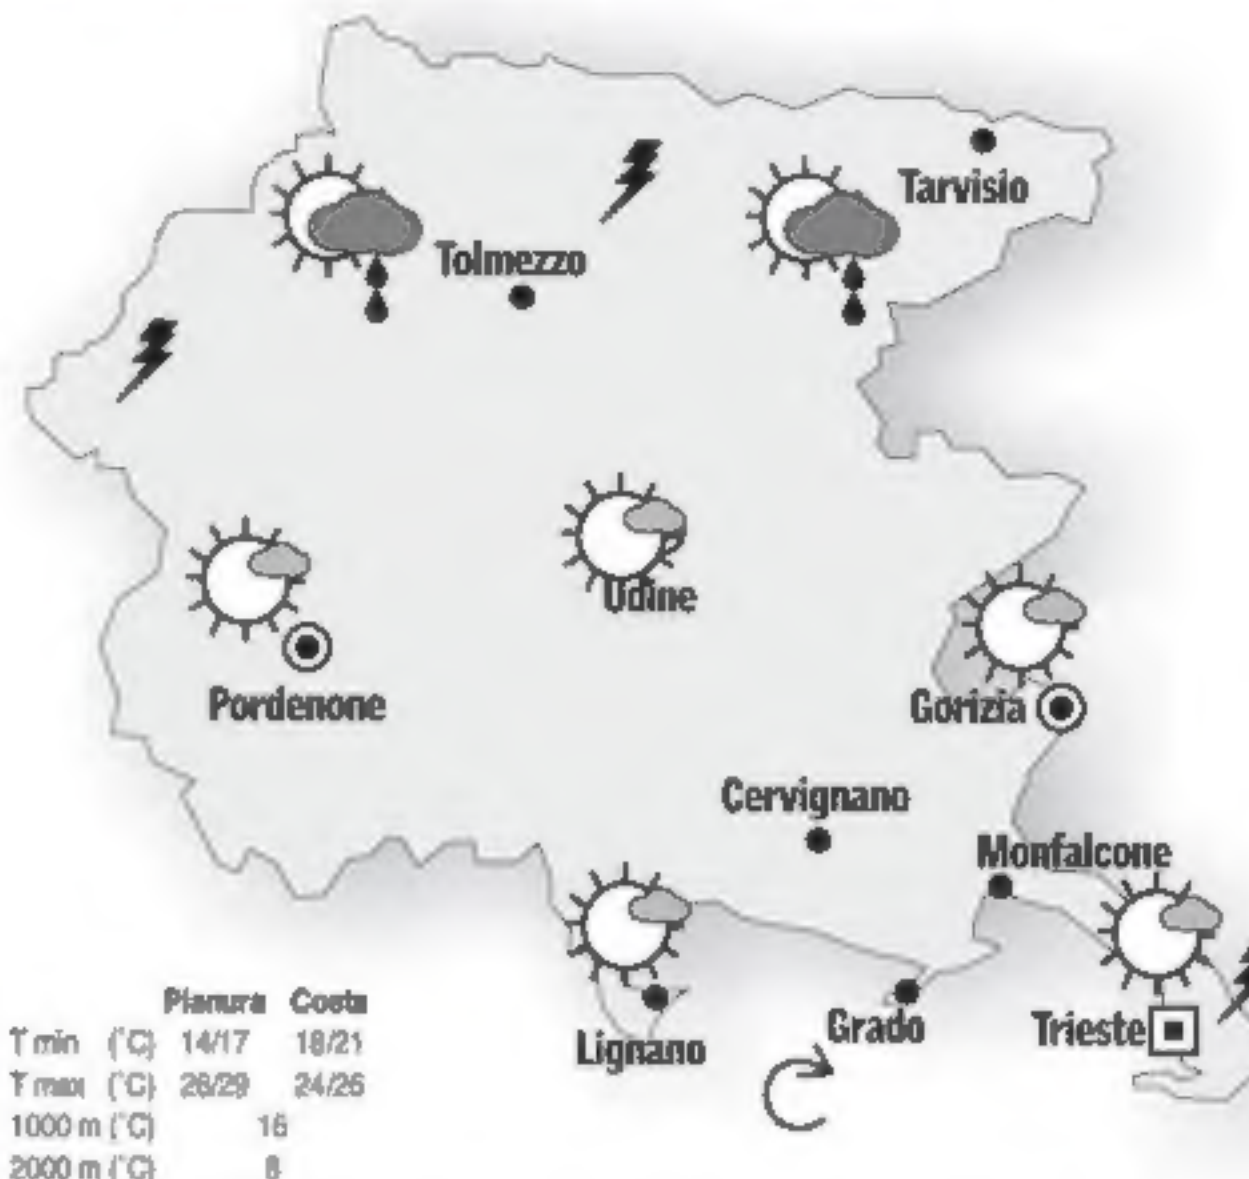 Tarvisio
Tolmezzo
Udine
Pordenone
Gorizia
Cervignano
Monfalcone
Lignano
Grado
Trieste
Pianura Costa
T min (°C) 14/17 18/21
T max (°C) 26/29 24/26
1000 m (°C) 16
2000 m (°C)